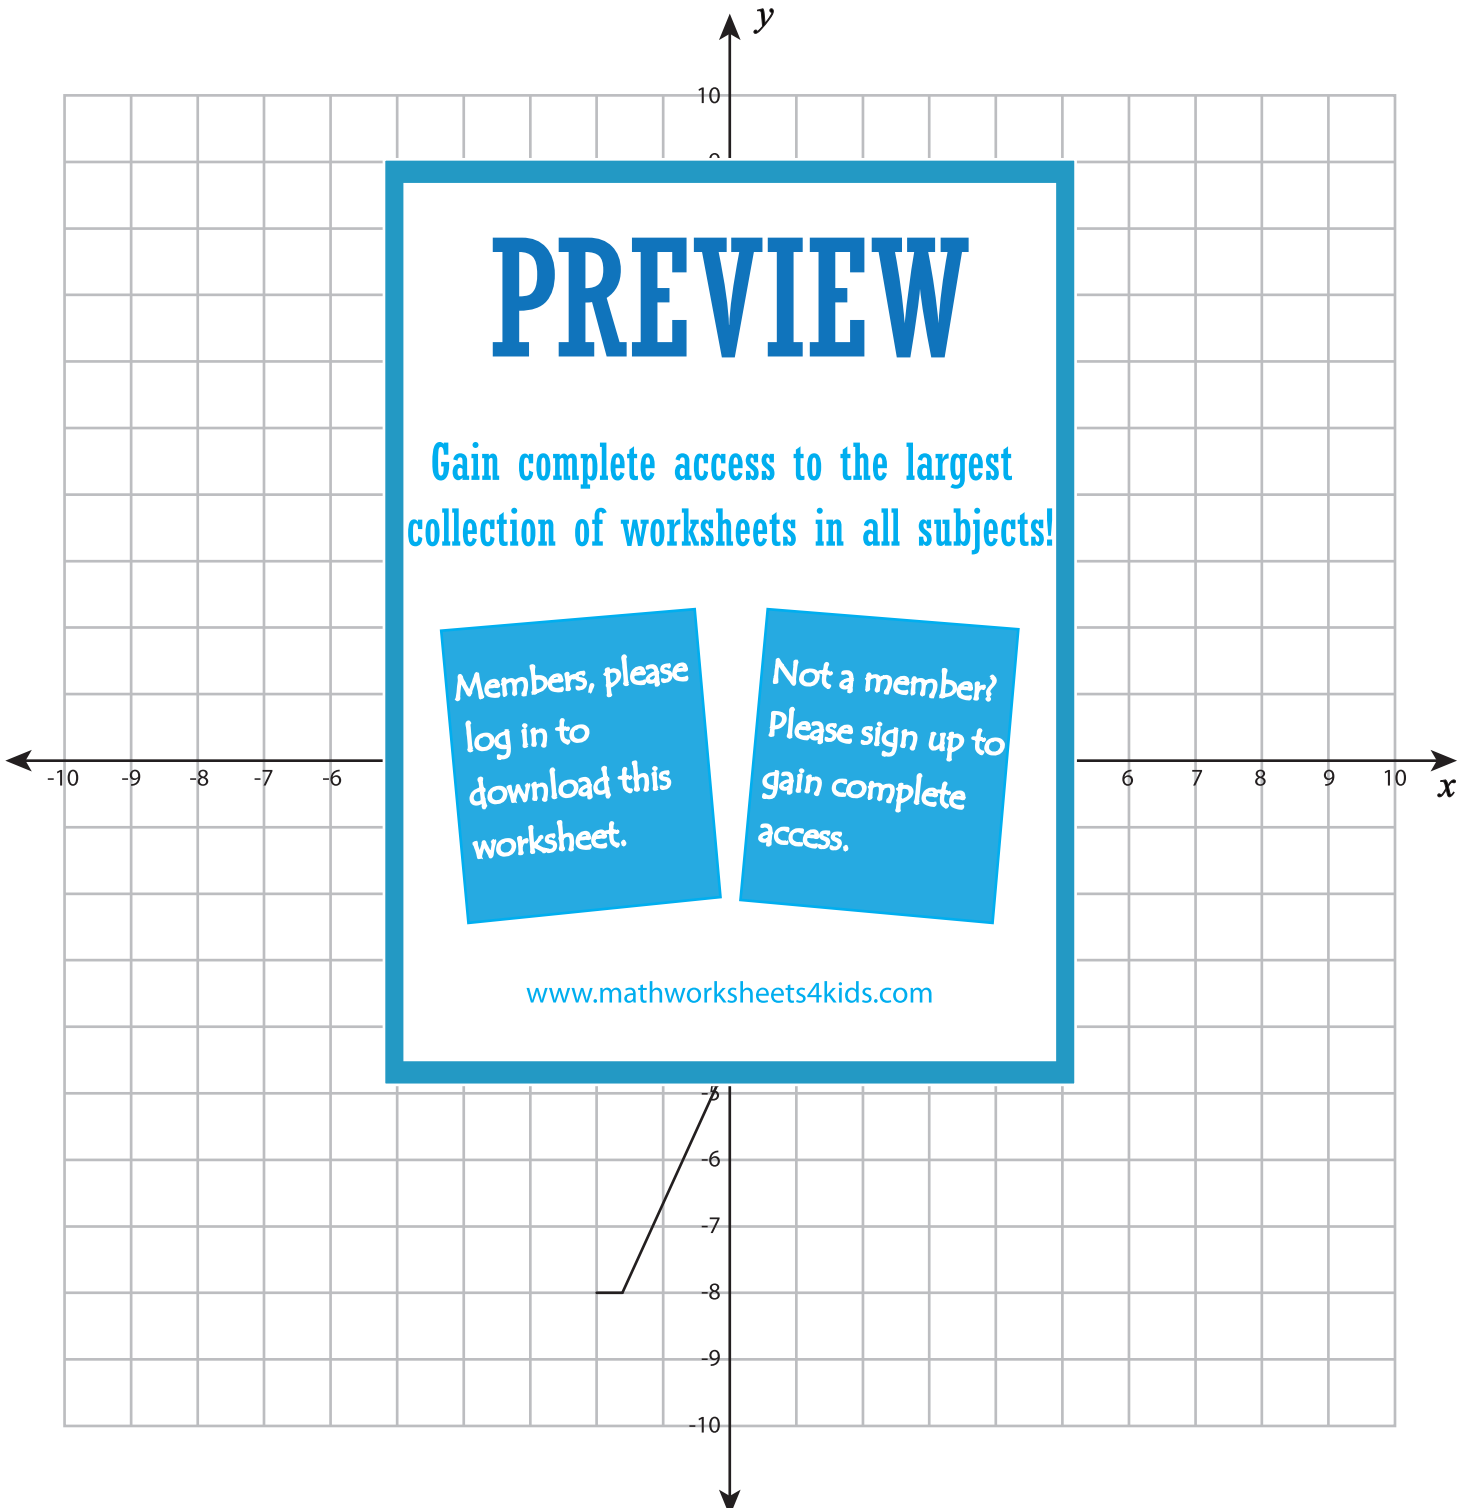 y
10
PREVIEW
Gain complete access to the largest
collection of worksheets in all subjects!
Members, please
log in to
download this
worksheet.
Not a member?
Please sign up to
gain complete
access.
-10 -9 -8 -7 -6 6 7 8 9 10
x
www.mathworksheets4kids.com
-5
-6
-7
-8
-9
-10